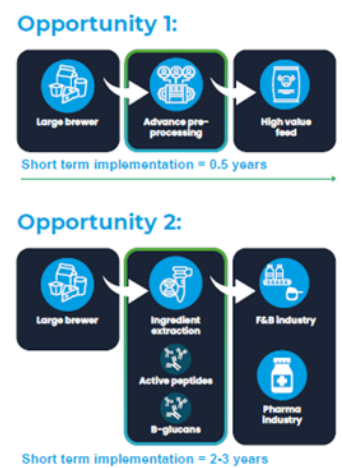 Opportunity 1:
Large brewer
Advance pre-
processing
High value
feed
Short term implementation = 0.5 years
Opportunity 2:
Large brewer
Ingredient
extraction
Active peptides
B-glucans
F&B industry
Pharma
industry
Short term implementation = 2-3 years